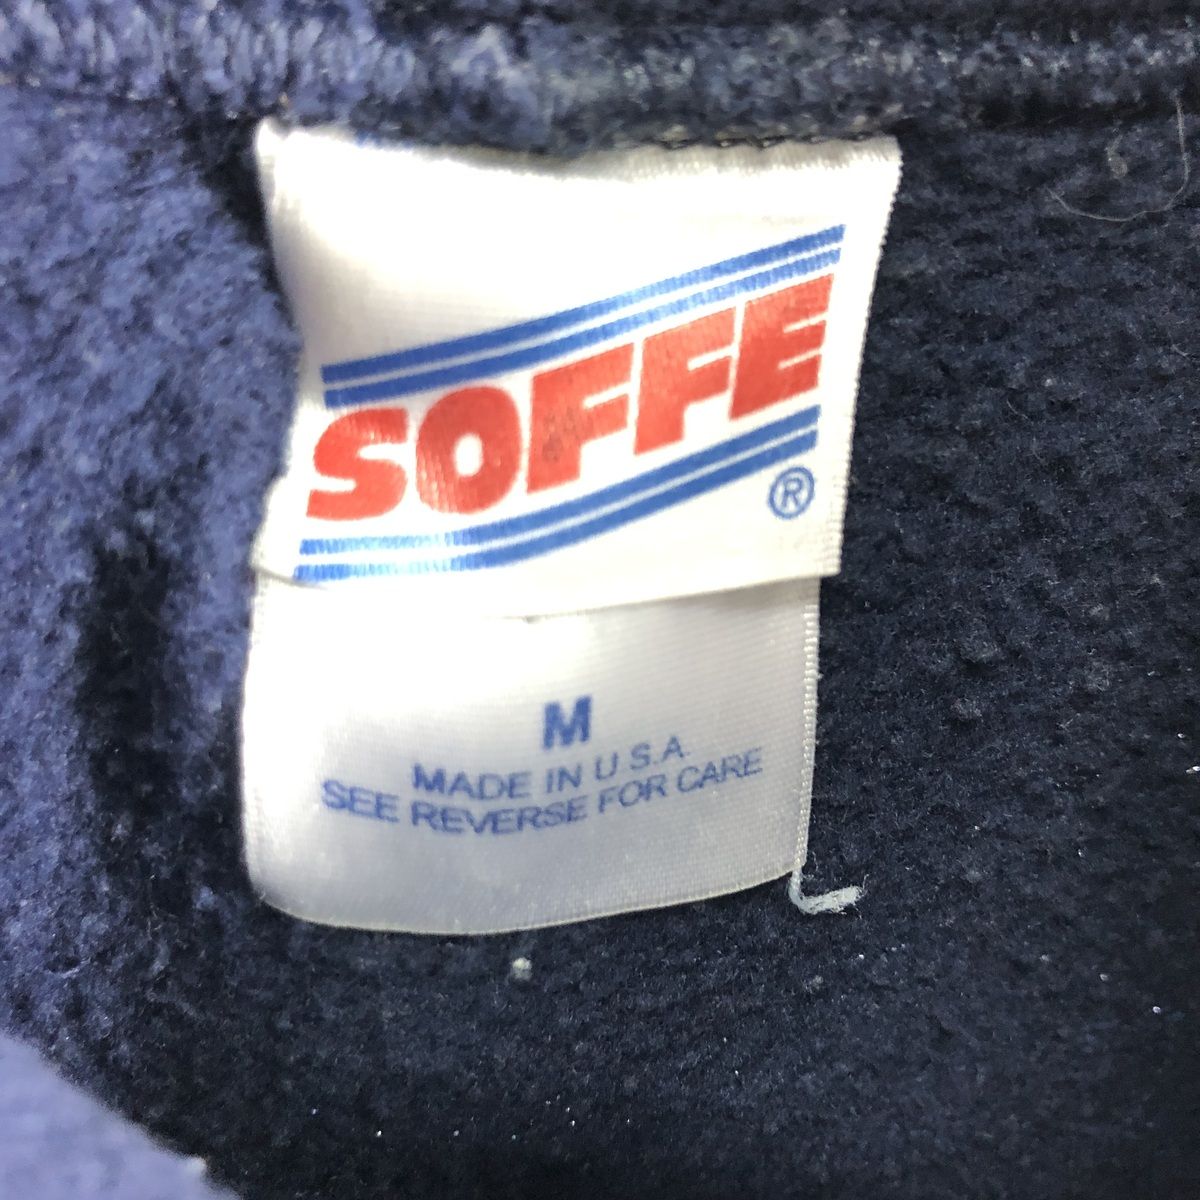 SOFFE
®
M
MADE IN U.S.A.
SEE REVERSE FOR CARE